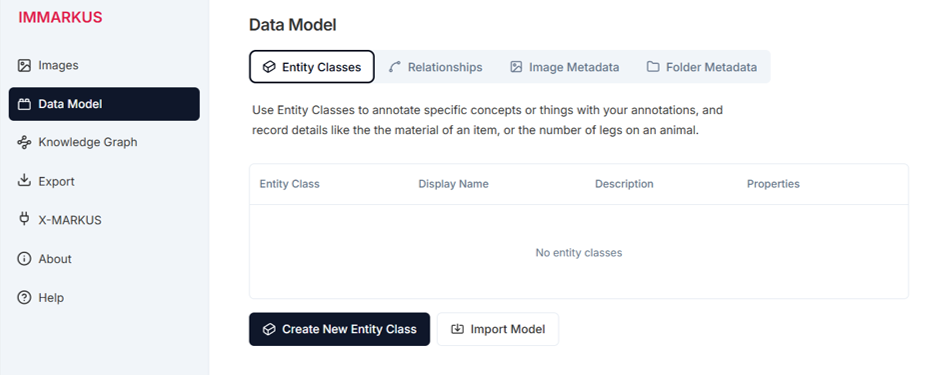 IMMARKUS
Images
Data Model
Knowledge Graph
Export
X-MARKUS
About
Help
Data Model
Entity Classes
Relationships
Image Metadata
Folder Metadata
Use Entity Classes to annotate specific concepts or things with your annotations, and
record details like the the material of an item, or the number of legs on an animal.
Entity Class Display Name Description Properties
No entity classes
Create New Entity Class
Import Model